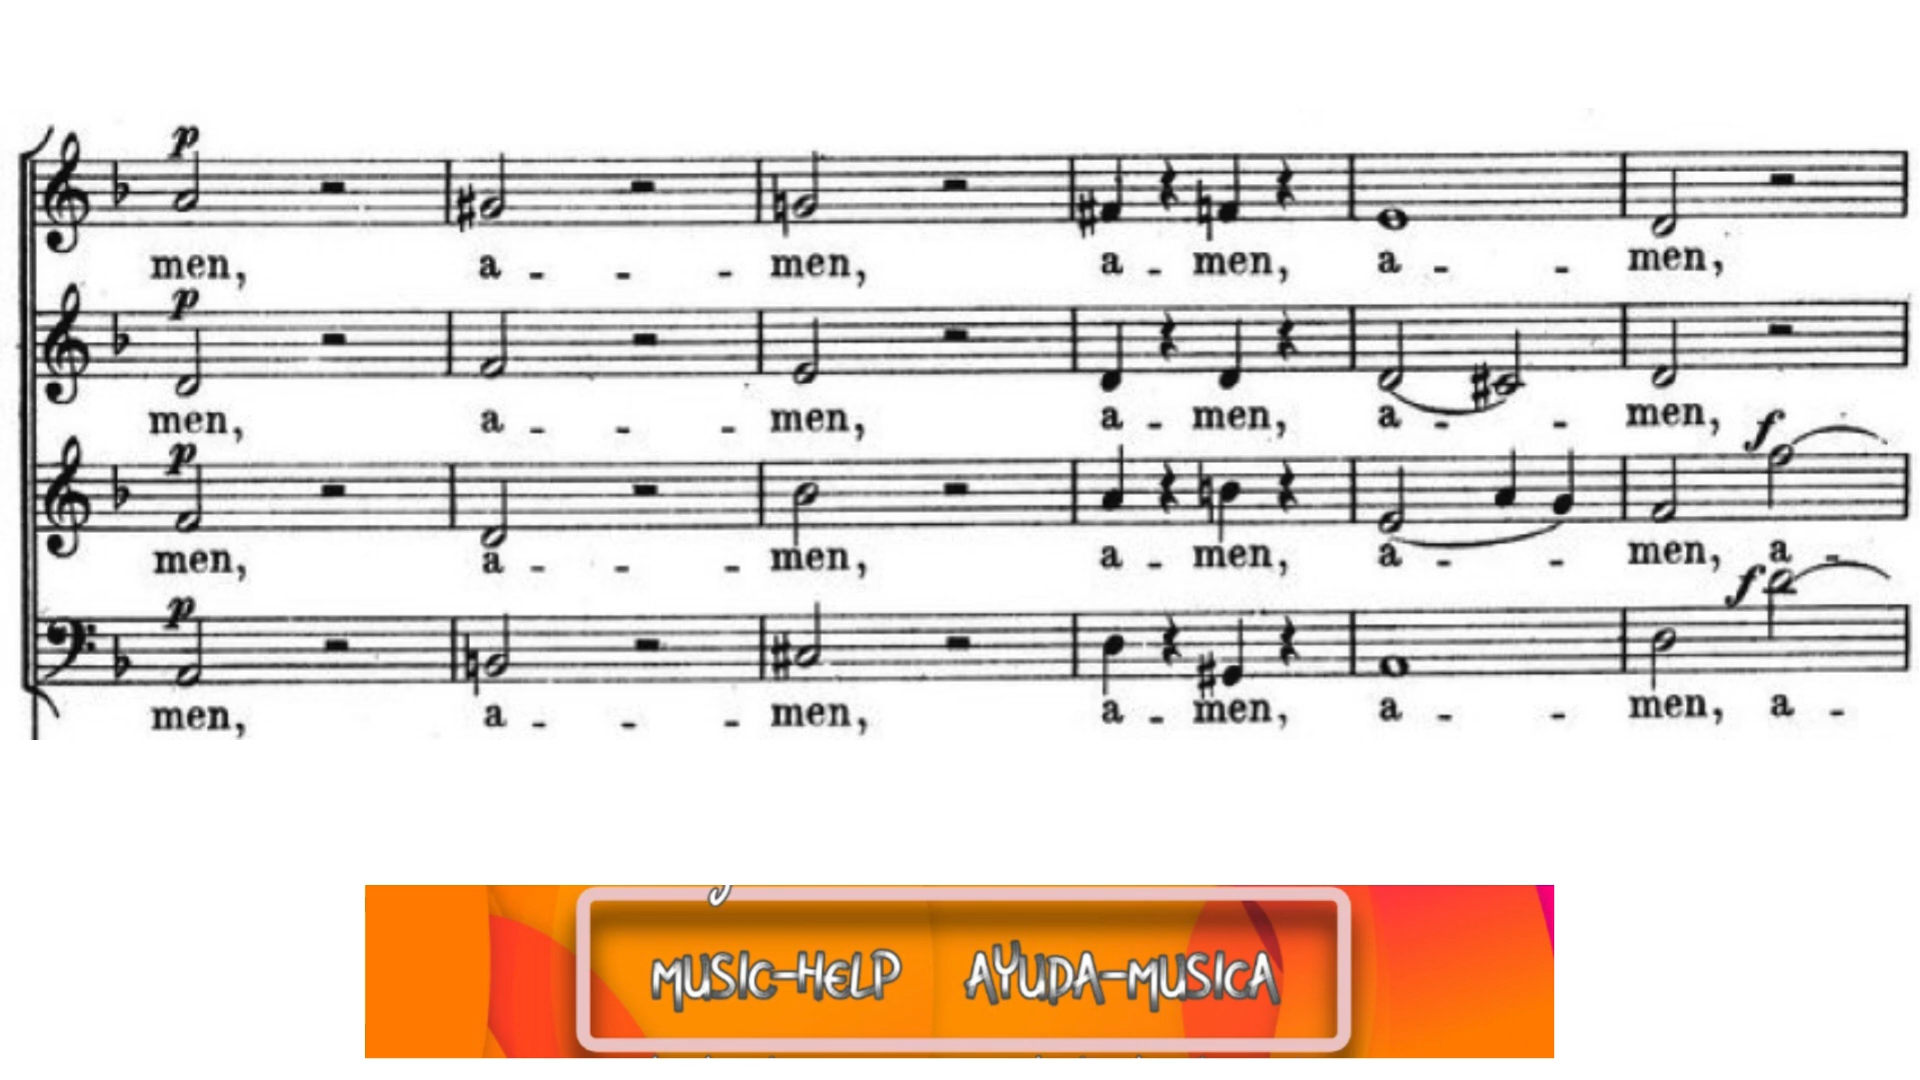 p
men, a - - - men, a - men, a - - men,
p
men, a - - - men, a - men, a - - men,
p f
men, a - - - men, a - men, a - - men, a -
p f
men, a - - - men, a - men, a - - men, a -
MUSIC-HELP AYUDA-MUSICA